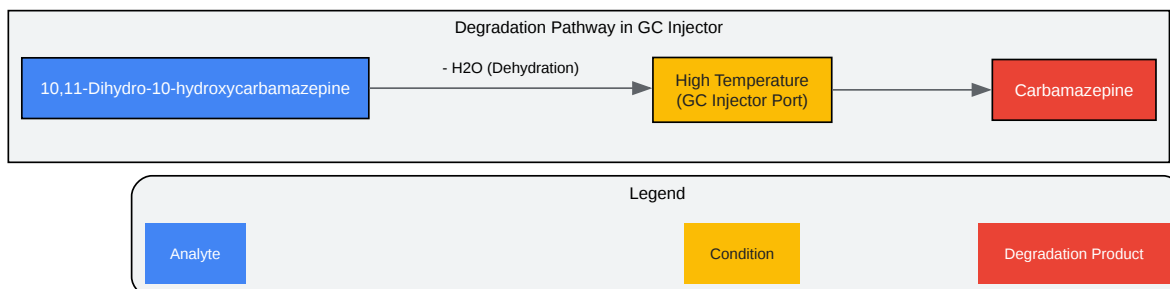 Degradation Pathway in GC Injector
10,11-Dihydro-10-hydroxycarbamazepine
- H2O (Dehydration)
High Temperature
(GC Injector Port)
Carbamazepine
Legend
Analyte
Condition
Degradation Product